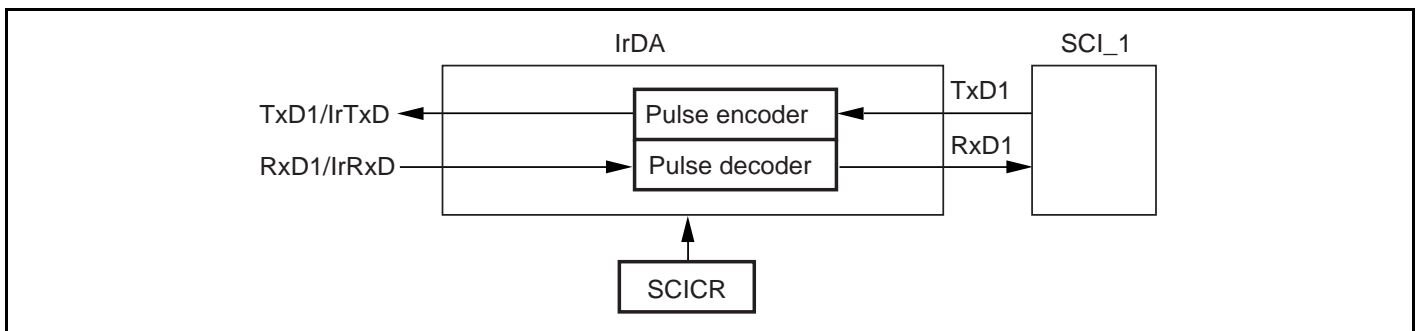 IrDA
SCI_1
TxD1/IrTxD
Pulse encoder
TxD1
RxD1/IrRxD
Pulse decoder
RxD1
SCICR